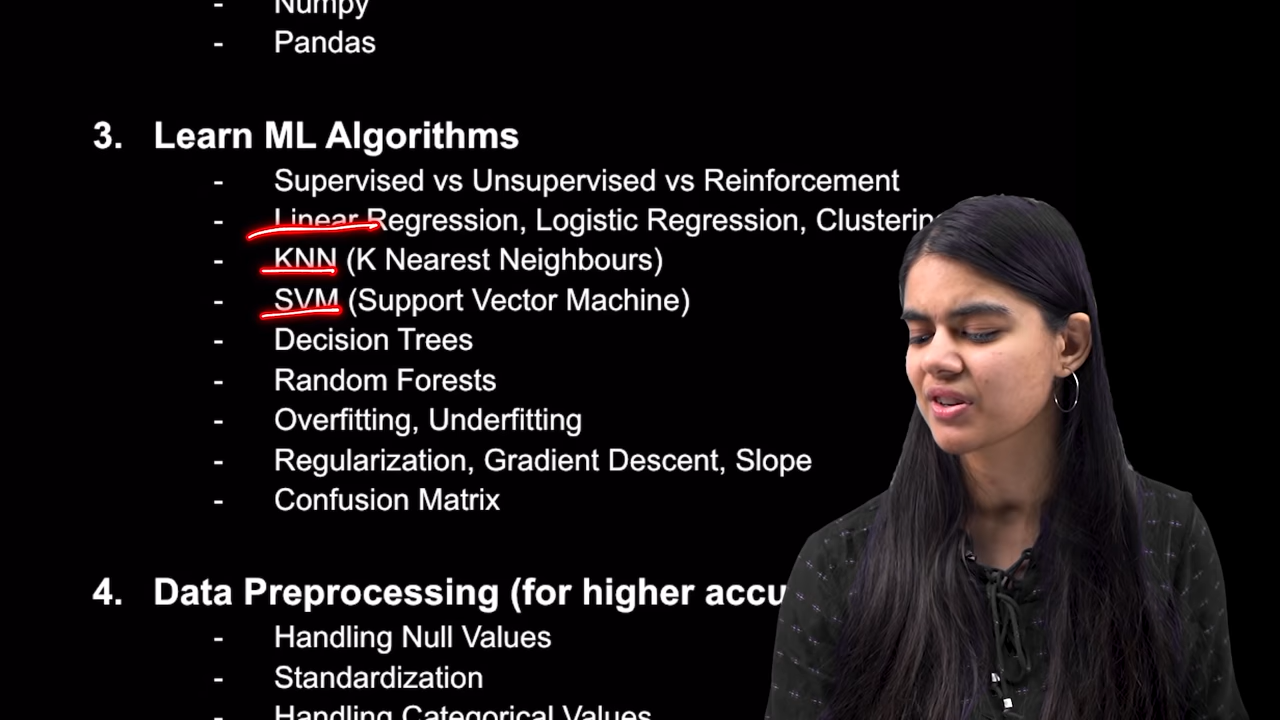 - Numpy
- Pandas
3. Learn ML Algorithms
- Supervised vs Unsupervised vs Reinforcement
- Linear Regression, Logistic Regression, Clustering
- KNN (K Nearest Neighbours)
- SVM (Support Vector Machine)
- Decision Trees
- Random Forests
- Overfitting, Underfitting
- Regularization, Gradient Descent, Slope
- Confusion Matrix
4. Data Preprocessing (for higher accu
- Handling Null Values
- Standardization
- Handling Categorical Values